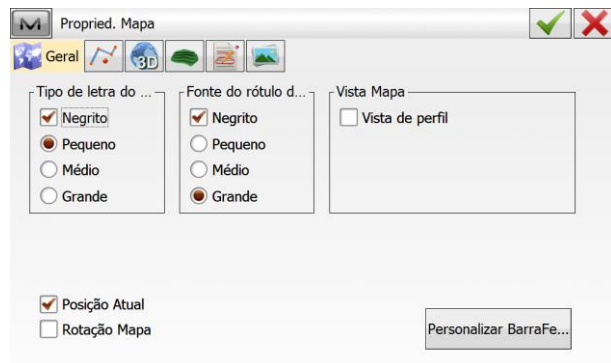 Propried. Mapa
Geral
3D
Tipo de letra do ...
Negrito
Pequeno
Médio
Grande
Fonte do rótulo d...
Negrito
Pequeno
Médio
Grande
Vista Mapa
Vista de perfil
Posição Atual
Rotação Mapa
Personalizar BarraFe...